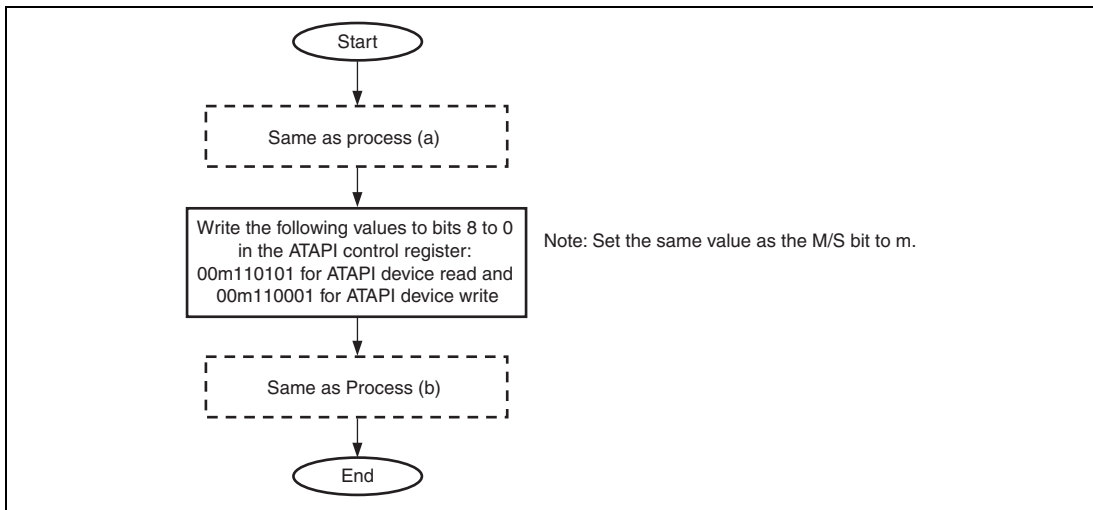 Start
Same as process (a)
Write the following values to bits 8 to 0
in the ATAPI control register:
00m110101 for ATAPI device read and
00m110001 for ATAPI device write
Note: Set the same value as the M/S bit to m.
Same as Process (b)
End